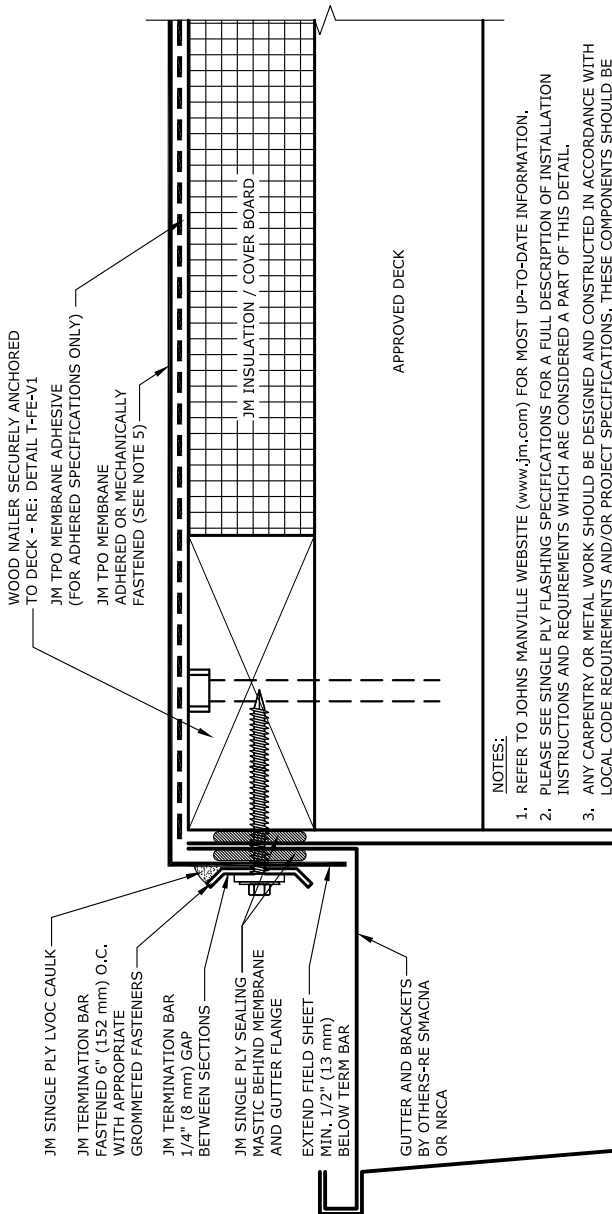 WOOD NAILER SECURELY ANCHORED
TO DECK - RE: DETAIL T-FE-V1
JM TPO MEMBRANE ADHESIVE
(FOR ADHERED SPECIFICATIONS ONLY)
JM TPO MEMBRANE
ADHERED OR MECHANICALLY
FASTENED (SEE NOTE 5)
JM SINGLE PLY LVOC CAULK
JM TERMINATION BAR
FASTENED 6" (152 mm) O.C.
WITH APPROPRIATE
GROMMETED FASTENERS
JM TERMINATION BAR
1/4" (8 mm) GAP
BETWEEN SECTIONS
JM SINGLE PLY SEALING
MASTIC BEHIND MEMBRANE
AND GUTTER FLANGE
EXTEND FIELD SHEET
MIN. 1/2" (13 mm)
BELOW TERM BAR
GUTTER AND BRACKETS
BY OTHERS-RE SMACNA
OR NRCA
JM INSULATION / COVER BOARD
APPROVED DECK
NOTES:
1. REFER TO JOHNS MANVILLE WEBSITE (www.jm.com) FOR MOST UP-TO-DATE INFORMATION.
2. PLEASE SEE SINGLE PLY FLASHING SPECIFICATIONS FOR A FULL DESCRIPTION OF INSTALLATION
INSTRUCTIONS AND REQUIREMENTS WHICH ARE CONSIDERED A PART OF THIS DETAIL.
3. ANY CARPENTRY OR METAL WORK SHOULD BE DESIGNED AND CONSTRUCTED IN ACCORDANCE WITH
LOCAL CODE REQUIREMENTS AND/OR PROJECT SPECIFICATIONS. THESE COMPONENTS SHOULD BE